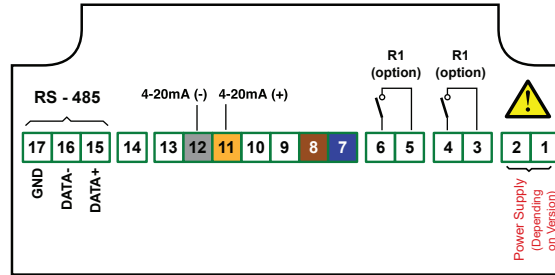 R1
(option)
R1
(option)
RS - 485
4-20mA (-)
4-20mA (+)
17 16 15 14 13 12 11 10 9 8 7 6 5 4 3 2 1
GND
DATA-
DATA+
Power Supply
(Depending
on Version)